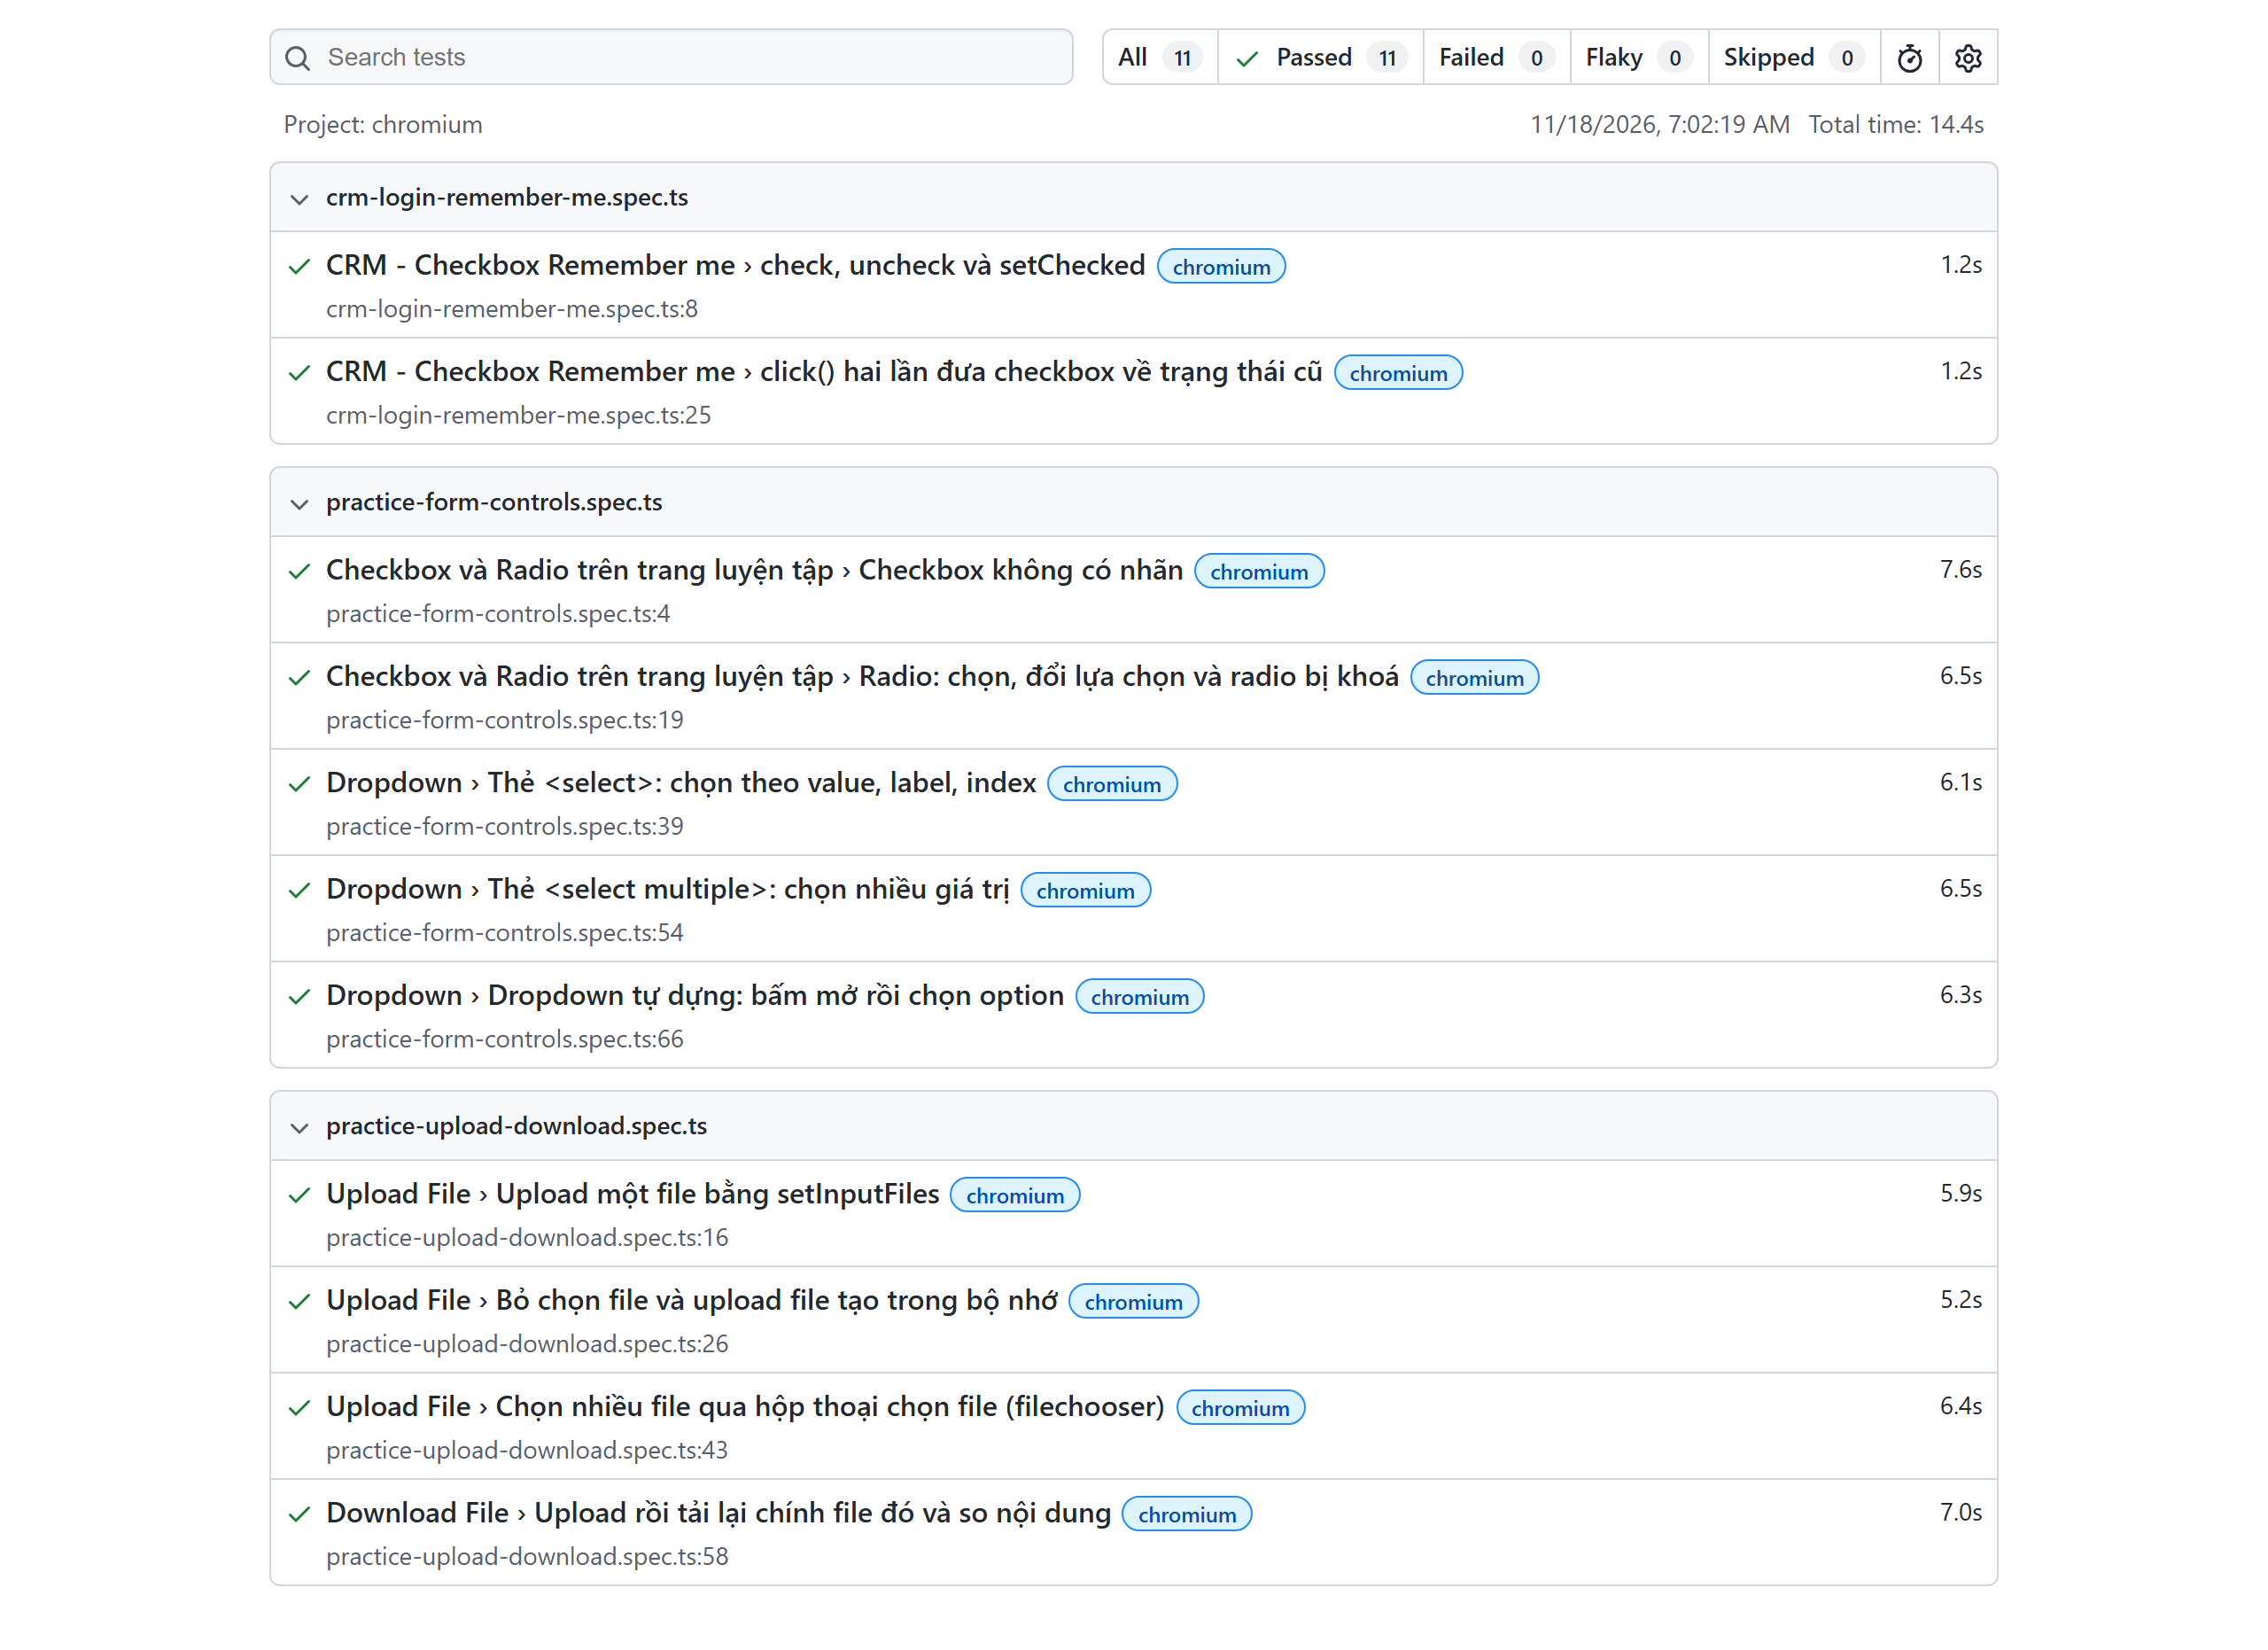 Search tests
All 11 Passed 11 Failed 0 Flaky 0 Skipped 0
Project: chromium
11/18/2026, 7:02:19 AM Total time: 14.4s
crm-login-remember-me.spec.ts
CRM - Checkbox Remember me › check, uncheck và setChecked chromium 1.2s
crm-login-remember-me.spec.ts:8
CRM - Checkbox Remember me › click() hai lần đưa checkbox về trạng thái cũ chromium 1.2s
crm-login-remember-me.spec.ts:25
practice-form-controls.spec.ts
Checkbox và Radio trên trang luyện tập › Checkbox không có nhãn chromium 7.6s
practice-form-controls.spec.ts:4
Checkbox và Radio trên trang luyện tập › Radio: chọn, đổi lựa chọn và radio bị khoá chromium 6.5s
practice-form-controls.spec.ts:19
Dropdown › Thẻ <select>: chọn theo value, label, index chromium 6.1s
practice-form-controls.spec.ts:39
Dropdown › Thẻ <select multiple>: chọn nhiều giá trị chromium 6.5s
practice-form-controls.spec.ts:54
Dropdown › Dropdown tự dựng: bấm mở rồi chọn option chromium 6.3s
practice-form-controls.spec.ts:66
practice-upload-download.spec.ts
Upload File › Upload một file bằng setInputFiles chromium 5.9s
practice-upload-download.spec.ts:16
Upload File › Bỏ chọn file và upload file tạo trong bộ nhớ chromium 5.2s
practice-upload-download.spec.ts:26
Upload File › Chọn nhiều file qua hộp thoại chọn file (filechooser) chromium 6.4s
practice-upload-download.spec.ts:43
Download File › Upload rồi tải lại chính file đó và so nội dung chromium 7.0s
practice-upload-download.spec.ts:58